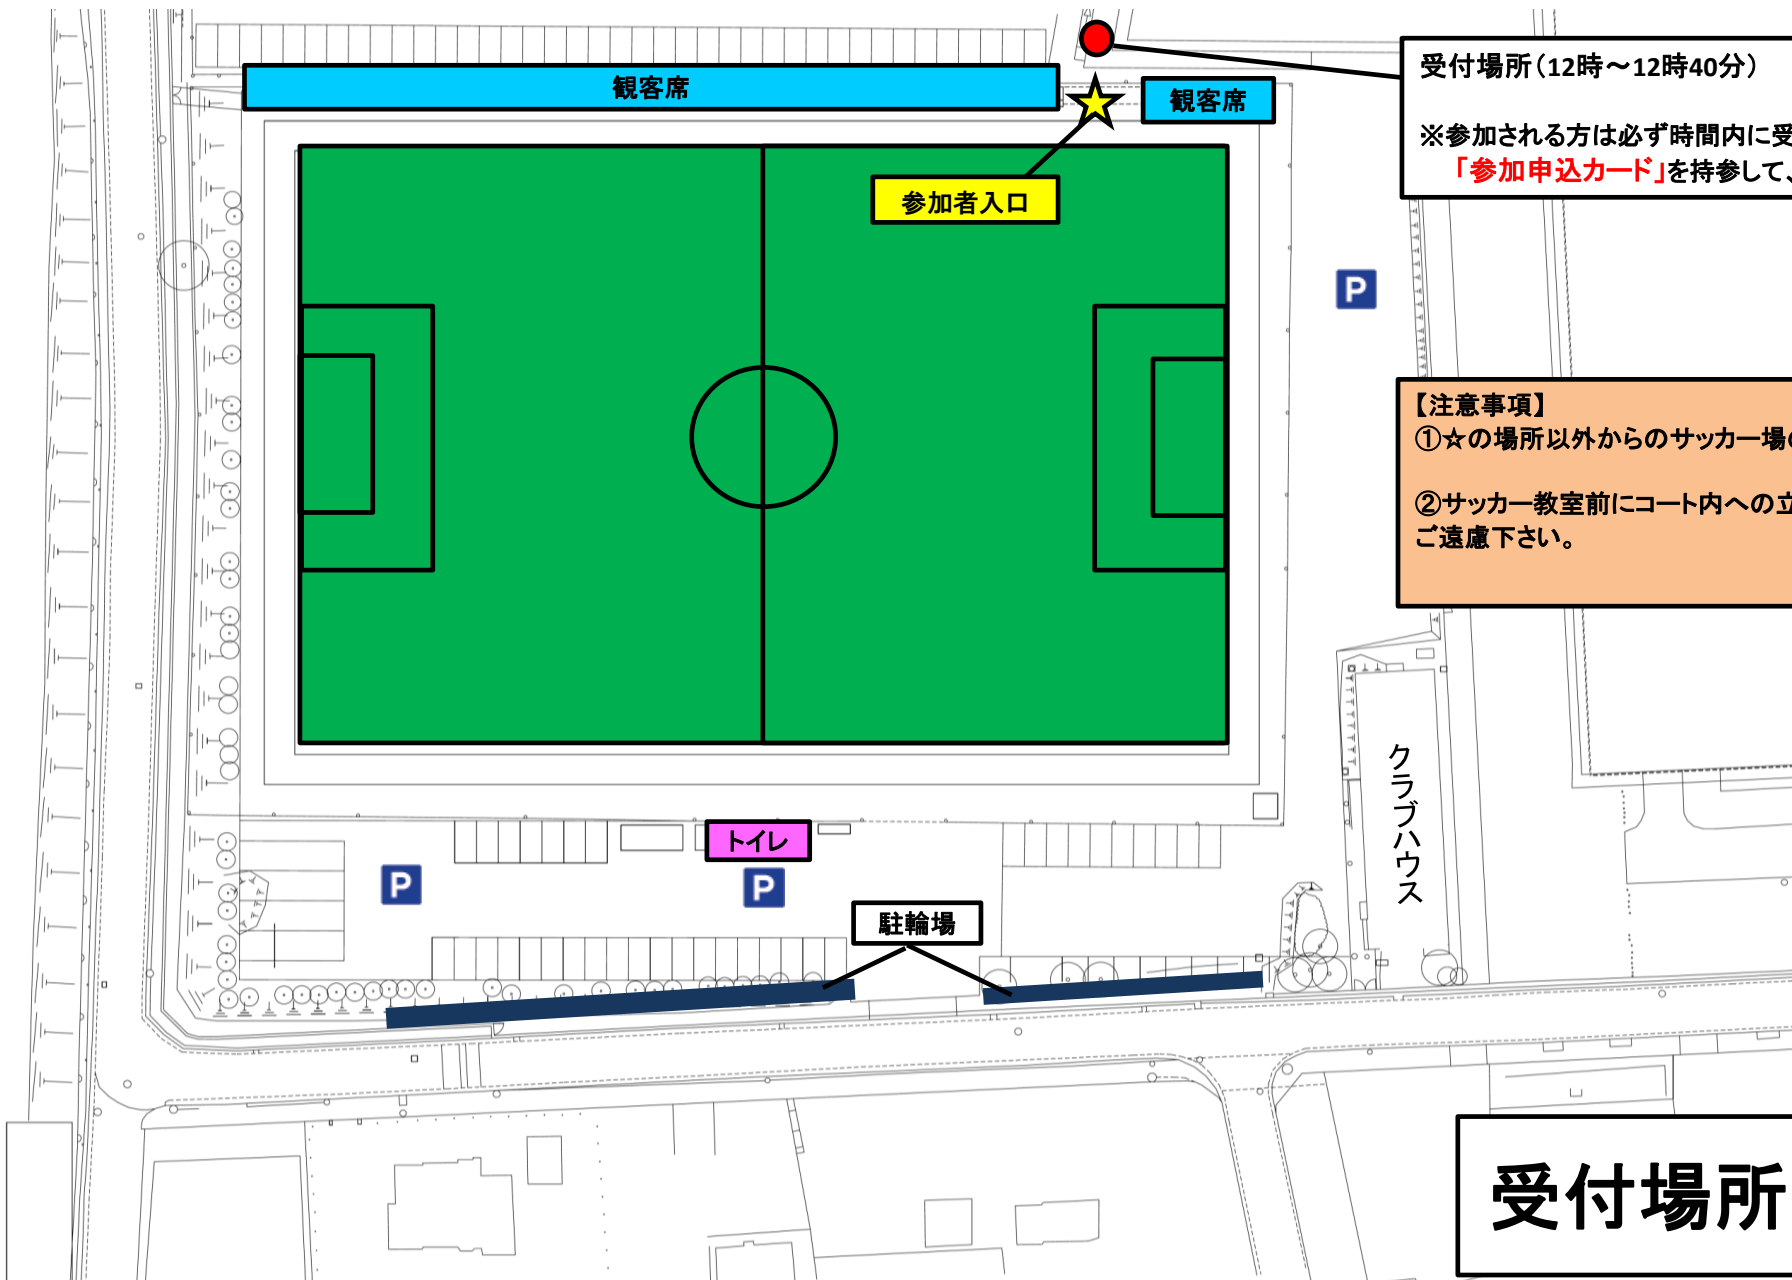 観客席
観客席
参加者入口
受付場所（12時～12時40分）
※参加される方は必ず時間内に受
「参加申込カード」を持参して、
P
【注意事項】
①☆の場所以外からのサッカー場の
②サッカー教室前にコート内への立
ご遠慮下さい。
クラブハウス
トイレ
P
P
駐輪場
受付場所